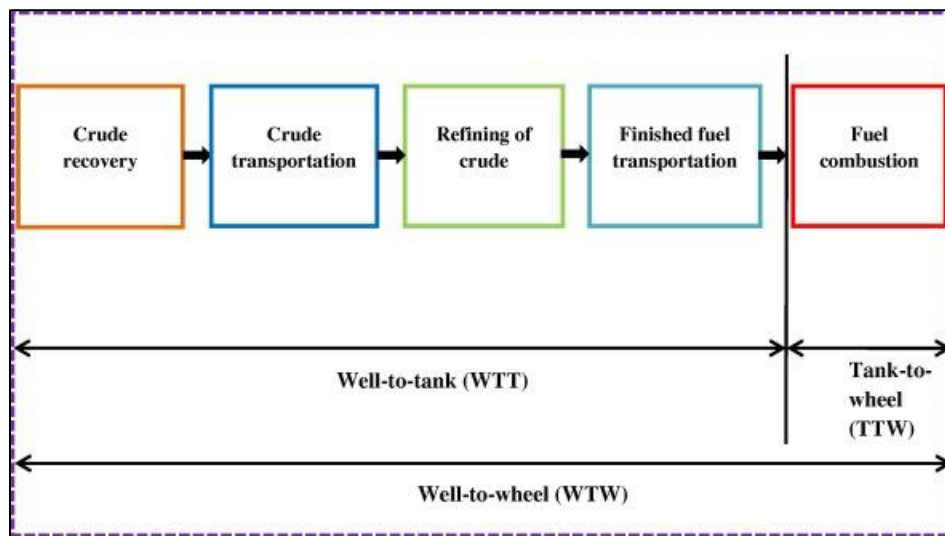 Crude
recovery
Crude
transportation
Refining of
crude
Finished fuel
transportation
Fuel
combustion
Well-to-tank (WTT)
Tank-to-
wheel
(TTW)
Well-to-wheel (WTW)